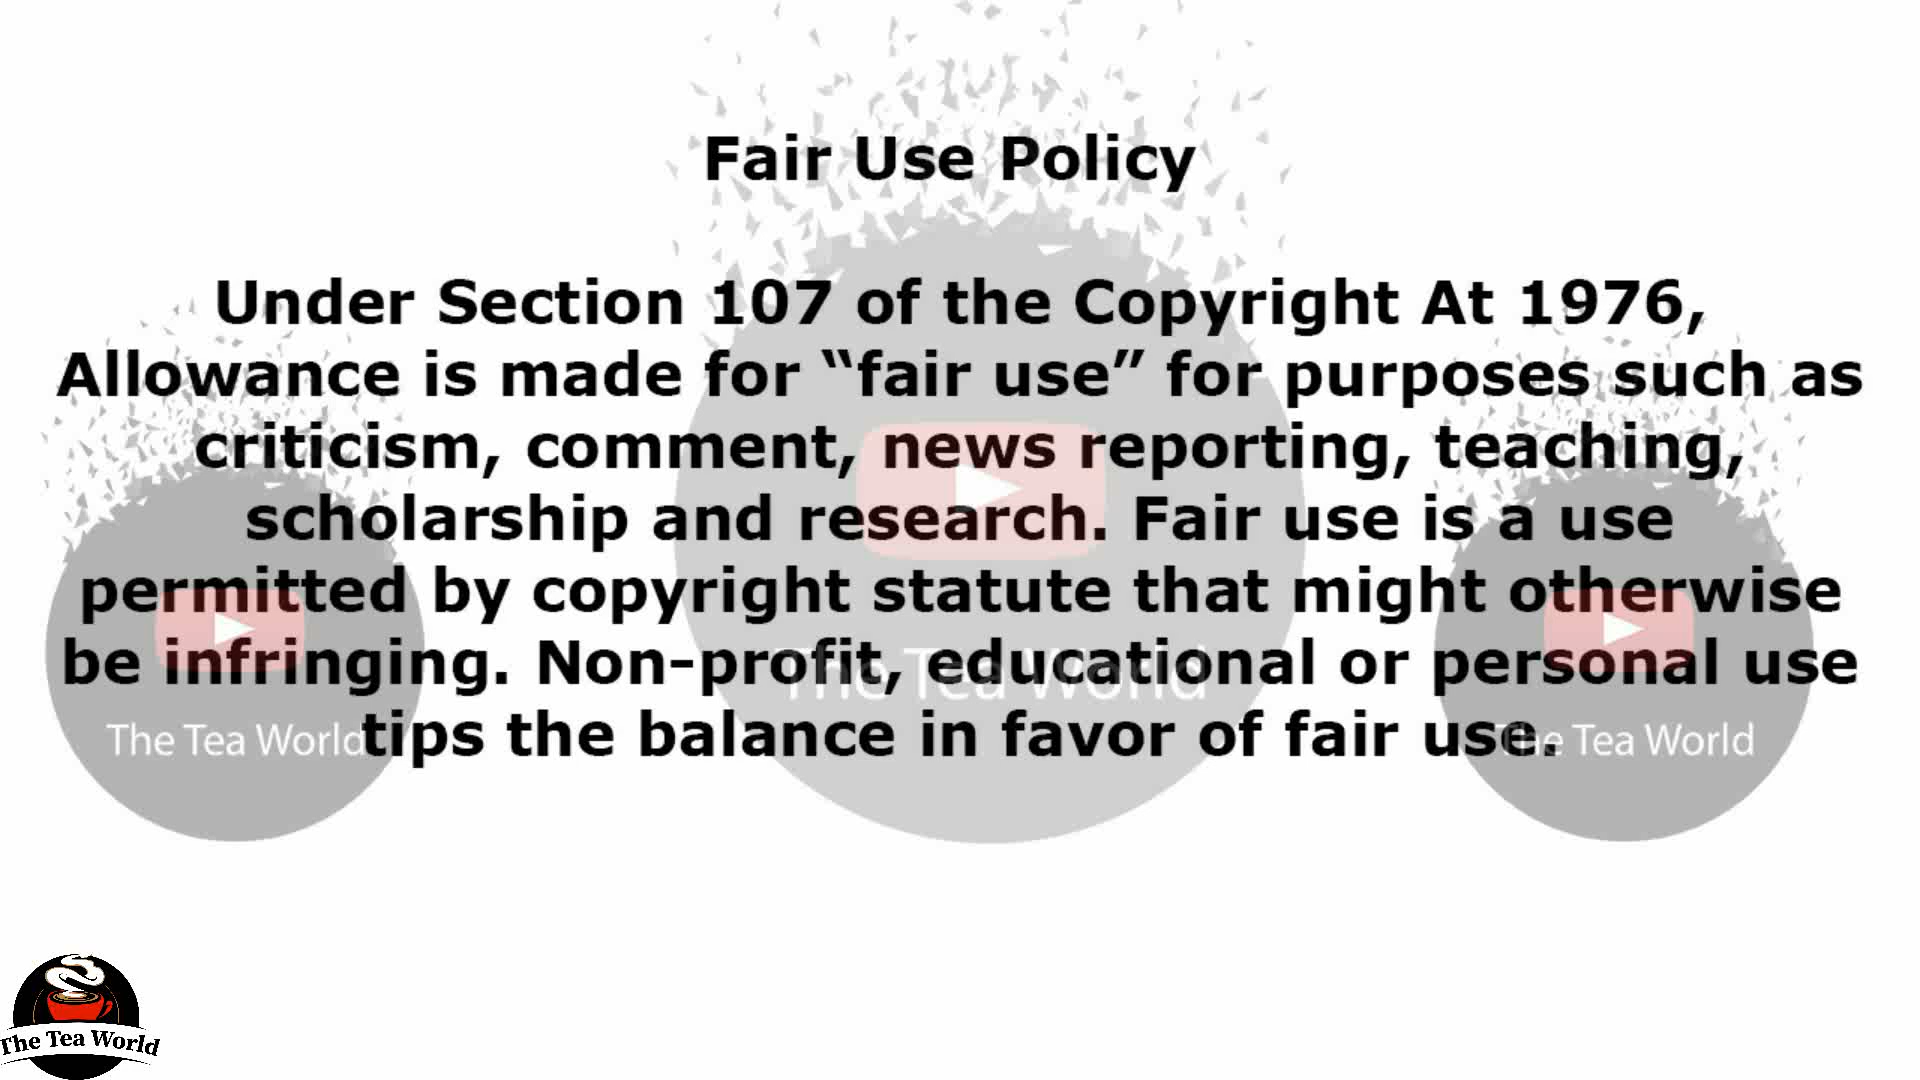 Fair Use Policy
Under Section 107 of the Copyright At 1976,
Allowance is made for “fair use” for purposes such as
criticism, comment, news reporting, teaching,
scholarship and research. Fair use is a use
permitted by copyright statute that might otherwise
be infringing. Non-profit, educational or personal use
tips the balance in favor of fair use.
The Tea World
The Tea World
The Tea World
The Tea World